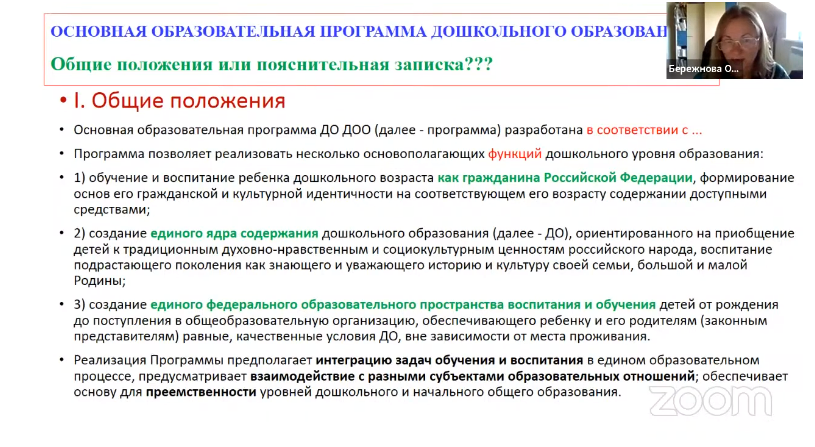 ОСНОВНАЯ ОБРАЗОВАТЕЛЬНАЯ ПРОГРАММА ДОШКОЛЬНОГО ОБРАЗОВАН
Общие положения или пояснительная записка???
Бережнова О...
• I. Общие положения
• Основная образовательная программа ДО ДОО (далее - программа) разработана в соответствии с ...
• Программа позволяет реализовать несколько основополагающих функций дошкольного уровня образования:
• 1) обучение и воспитание ребенка дошкольного возраста как гражданина Российской Федерации, формирование
основ его гражданской и культурной идентичности на соответствующем его возрасту содержании доступными
средствами;
• 2) создание единого ядра содержания дошкольного образования (далее - ДО), ориентированного на приобщение
детей к традиционным духовно-нравственным и социокультурным ценностям российского народа, воспитание
подрастающего поколения как знающего и уважающего историю и культуру своей семьи, большой и малой
Родины;
• 3) создание единого федерального образовательного пространства воспитания и обучения детей от рождения
до поступления в общеобразовательную организацию, обеспечивающего ребенку и его родителям (законным
представителям) равные, качественные условия ДО, вне зависимости от места проживания.
• Реализация Программы предполагает интеграцию задач обучения и воспитания в едином образовательном
процессе, предусматривает взаимодействие с разными субъектами образовательных отношений; обеспечивает
основу для преемственности уровней дошкольного и начального общего образования.
zoom